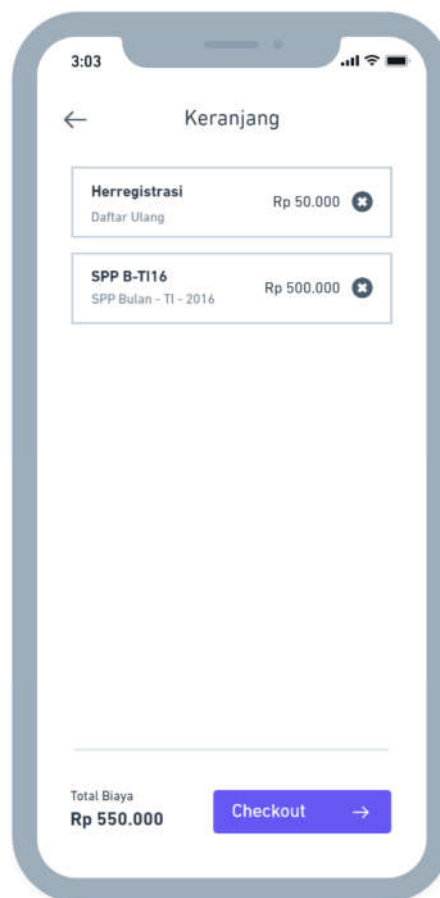 3:03
Keranjang
Herregistrasi
Rp 50.000
Daftar Ulang
SPP B-TI16
Rp 500.000
SPP Bulan - TI - 2016
Total Biaya
Rp 550.000
Checkout